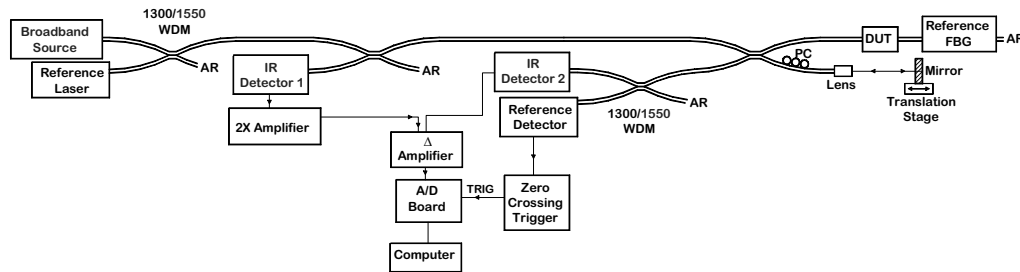 1300/1550
WDM
Broadband
Source
Reference
Laser
AR
IR
Detector 1
AR
2X Amplifier
IR
Detector 2
Reference
Detector
AR
1300/1550
WDM
Δ
Amplifier
A/D
Board
TRIG
Zero
Crossing
Trigger
Computer
PC
Lens
DUT
Reference
FBG
AR
Mirror
Translation
Stage